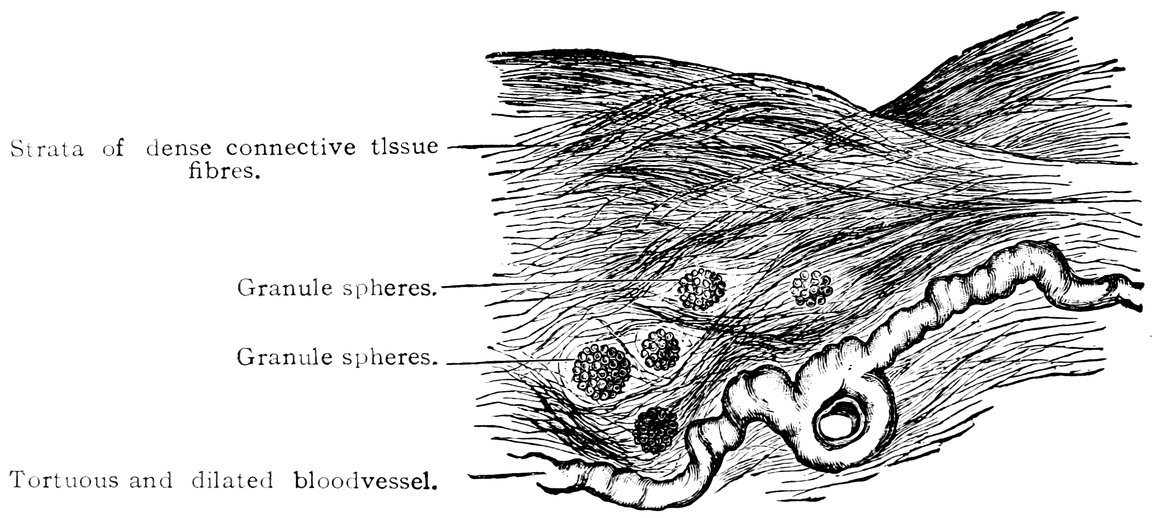 Strata of dense connective tlssue
fibres.
Granule spheres.
Granule spheres.
Tortuous and dilated bloodvessel.